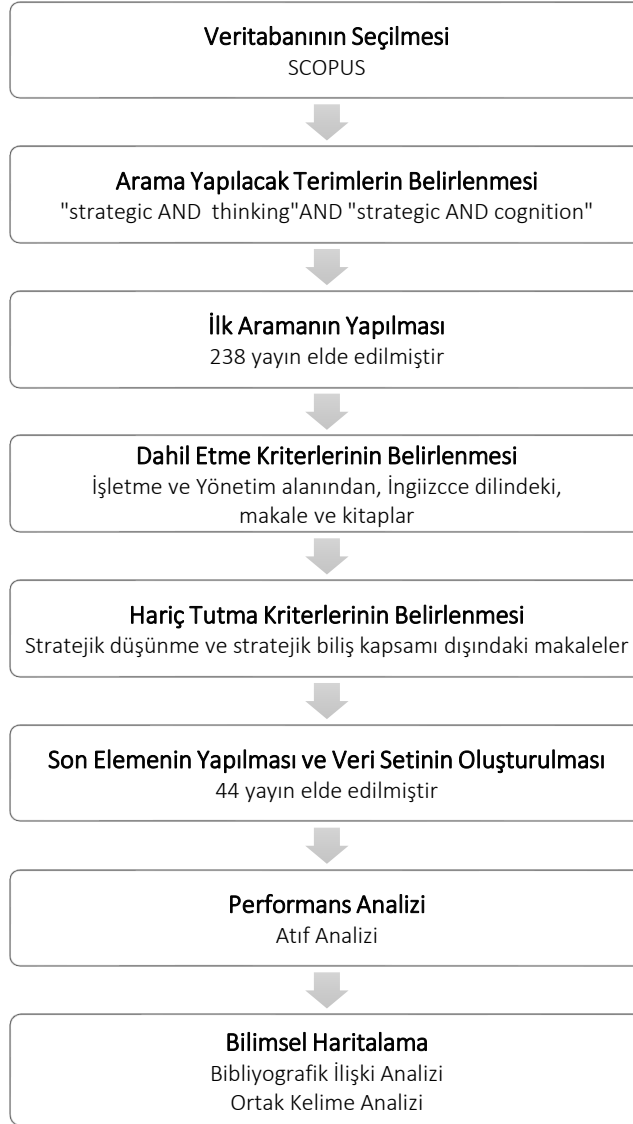 Veritabanının Seçilmesi
SCOPUS
Arama Yapılacak Terimlerin Belirlenmesi
"strategic AND  thinking"AND "strategic AND cognition"
İlk Aramanın Yapılması
238 yayın elde edilmiştir
Dahil Etme Kriterlerinin Belirlenmesi
İşletme ve Yönetim alanından, İngiizcce dilindeki,
makale ve kitaplar
Hariç Tutma Kriterlerinin Belirlenmesi
Stratejik düşünme ve stratejik biliş kapsamı dışındaki makaleler
Son Elemenin Yapılması ve Veri Setinin Oluşturulması
44 yayın elde edilmiştir
Performans Analizi
Atıf Analizi
Bilimsel Haritalama
Bibliyografik İlişki Analizi
Ortak Kelime Analizi